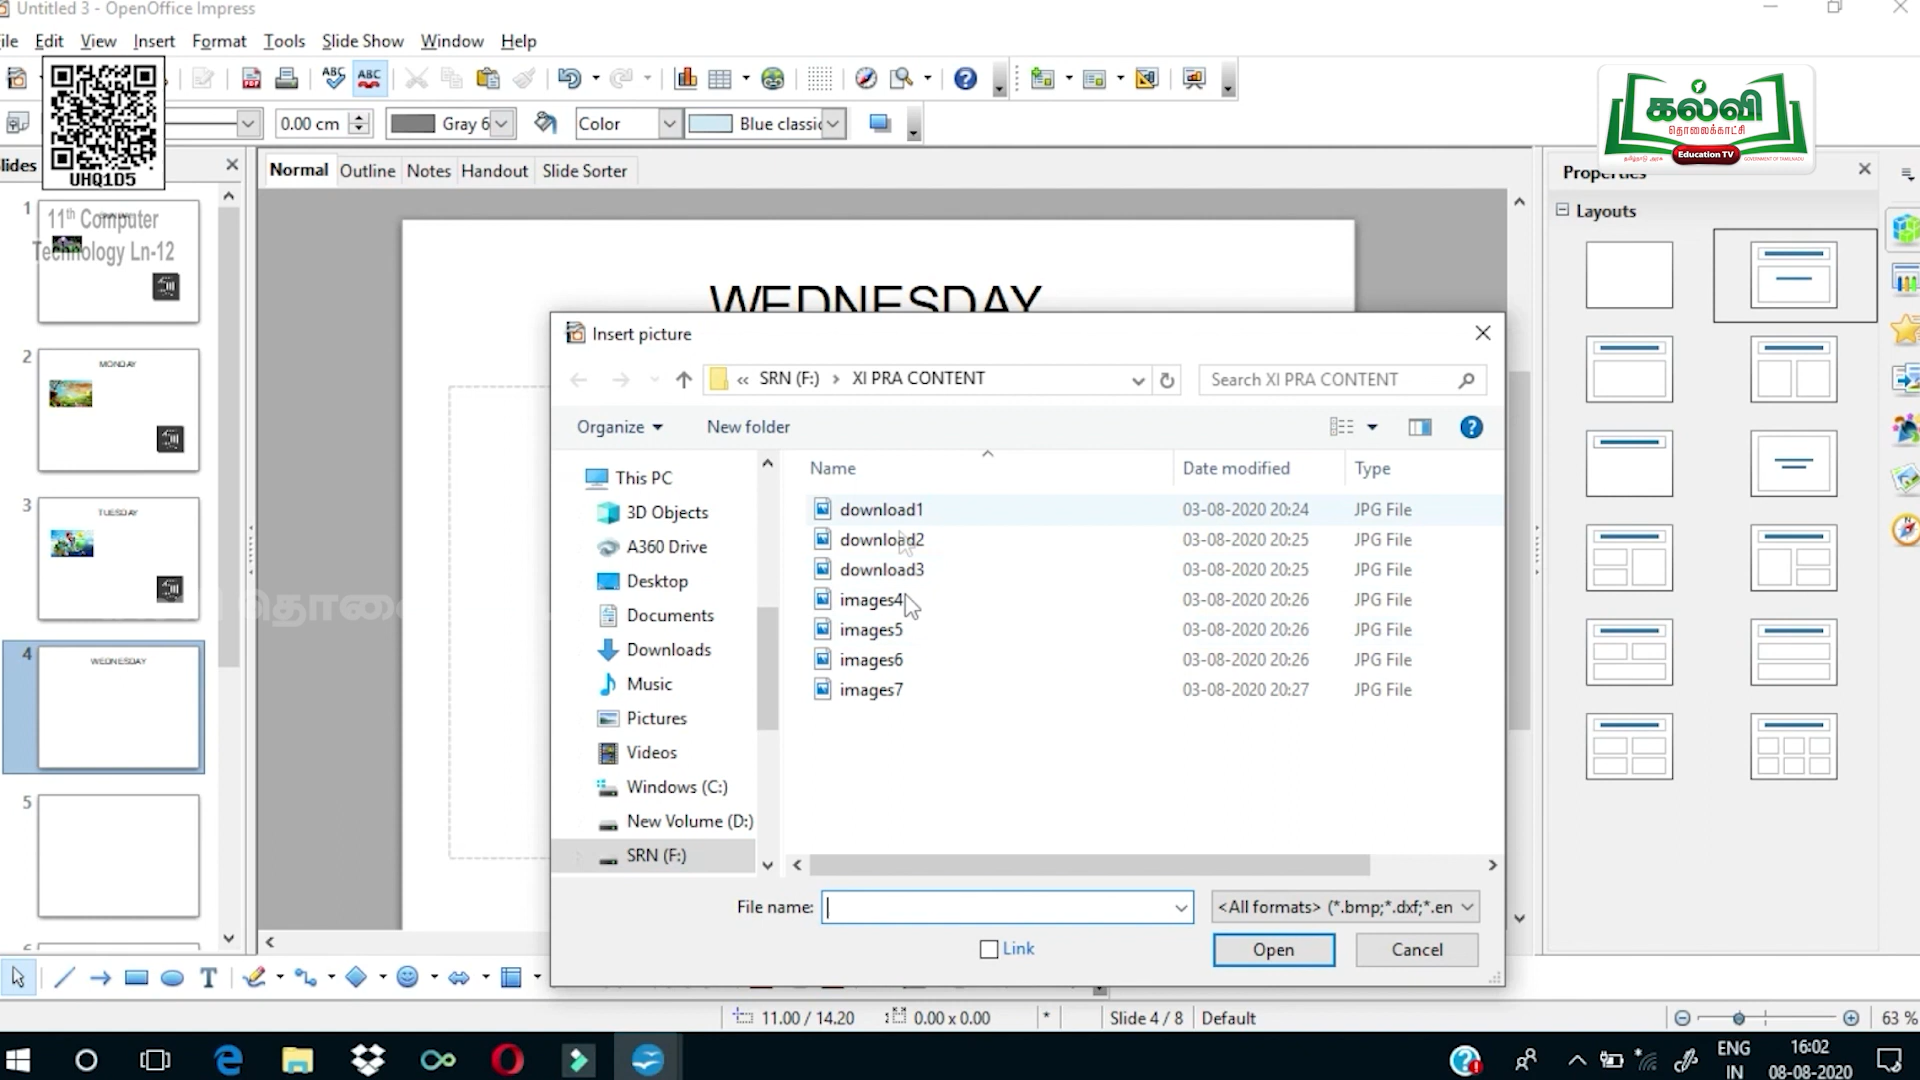 Untitled 3 - OpenOffice Impress
ile Edit View Insert Format Tools Slide Show Window Help
0.00 cm Gray 6 Color Blue classic
UHQ1D5
கல்வி
தொலைக்காட்சி
Education TV
GOVERNMENT OF TAMILNADU
lides
Normal Outline Notes Handout Slide Sorter
Properties
Layouts
1
11th Computer
Technology Ln-12
2
MONDAY
3
TUESDAY
4
WEDNESDAY
5
WEDNESDAY
Insert picture
« SRN (F:) › XI PRA CONTENT
Search XI PRA CONTENT
Organize New folder
This PC
3D Objects
A360 Drive
Desktop
Documents
Downloads
Music
Pictures
Videos
Windows (C:)
New Volume (D:)
SRN (F:)
Name Date modified Type
download1 03-08-2020 20:24 JPG File
download2 03-08-2020 20:25 JPG File
download3 03-08-2020 20:25 JPG File
images4 03-08-2020 20:26 JPG File
images5 03-08-2020 20:26 JPG File
images6 03-08-2020 20:26 JPG File
images7 03-08-2020 20:27 JPG File
File name:
<All formats> (*.bmp;*.dxf;*.en
Link
Open Cancel
11.00 / 14.20 0.00 x 0.00 * Slide 4 / 8 Default 63 %
ENG
IN
16:02
08-08-2020